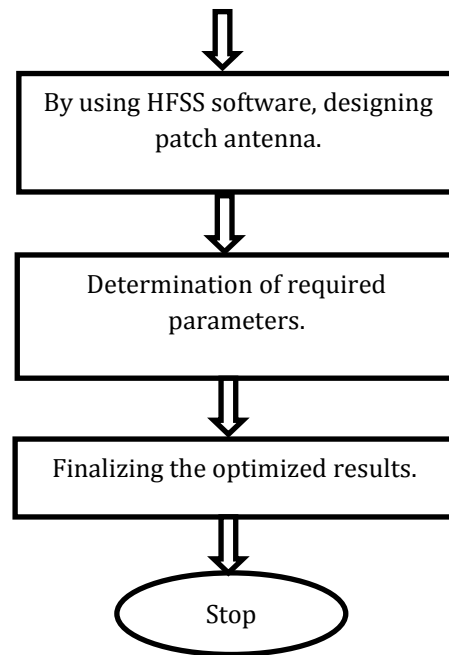 By using HFSS software, designing
patch antenna.
Determination of required
parameters.
Finalizing the optimized results.
Stop